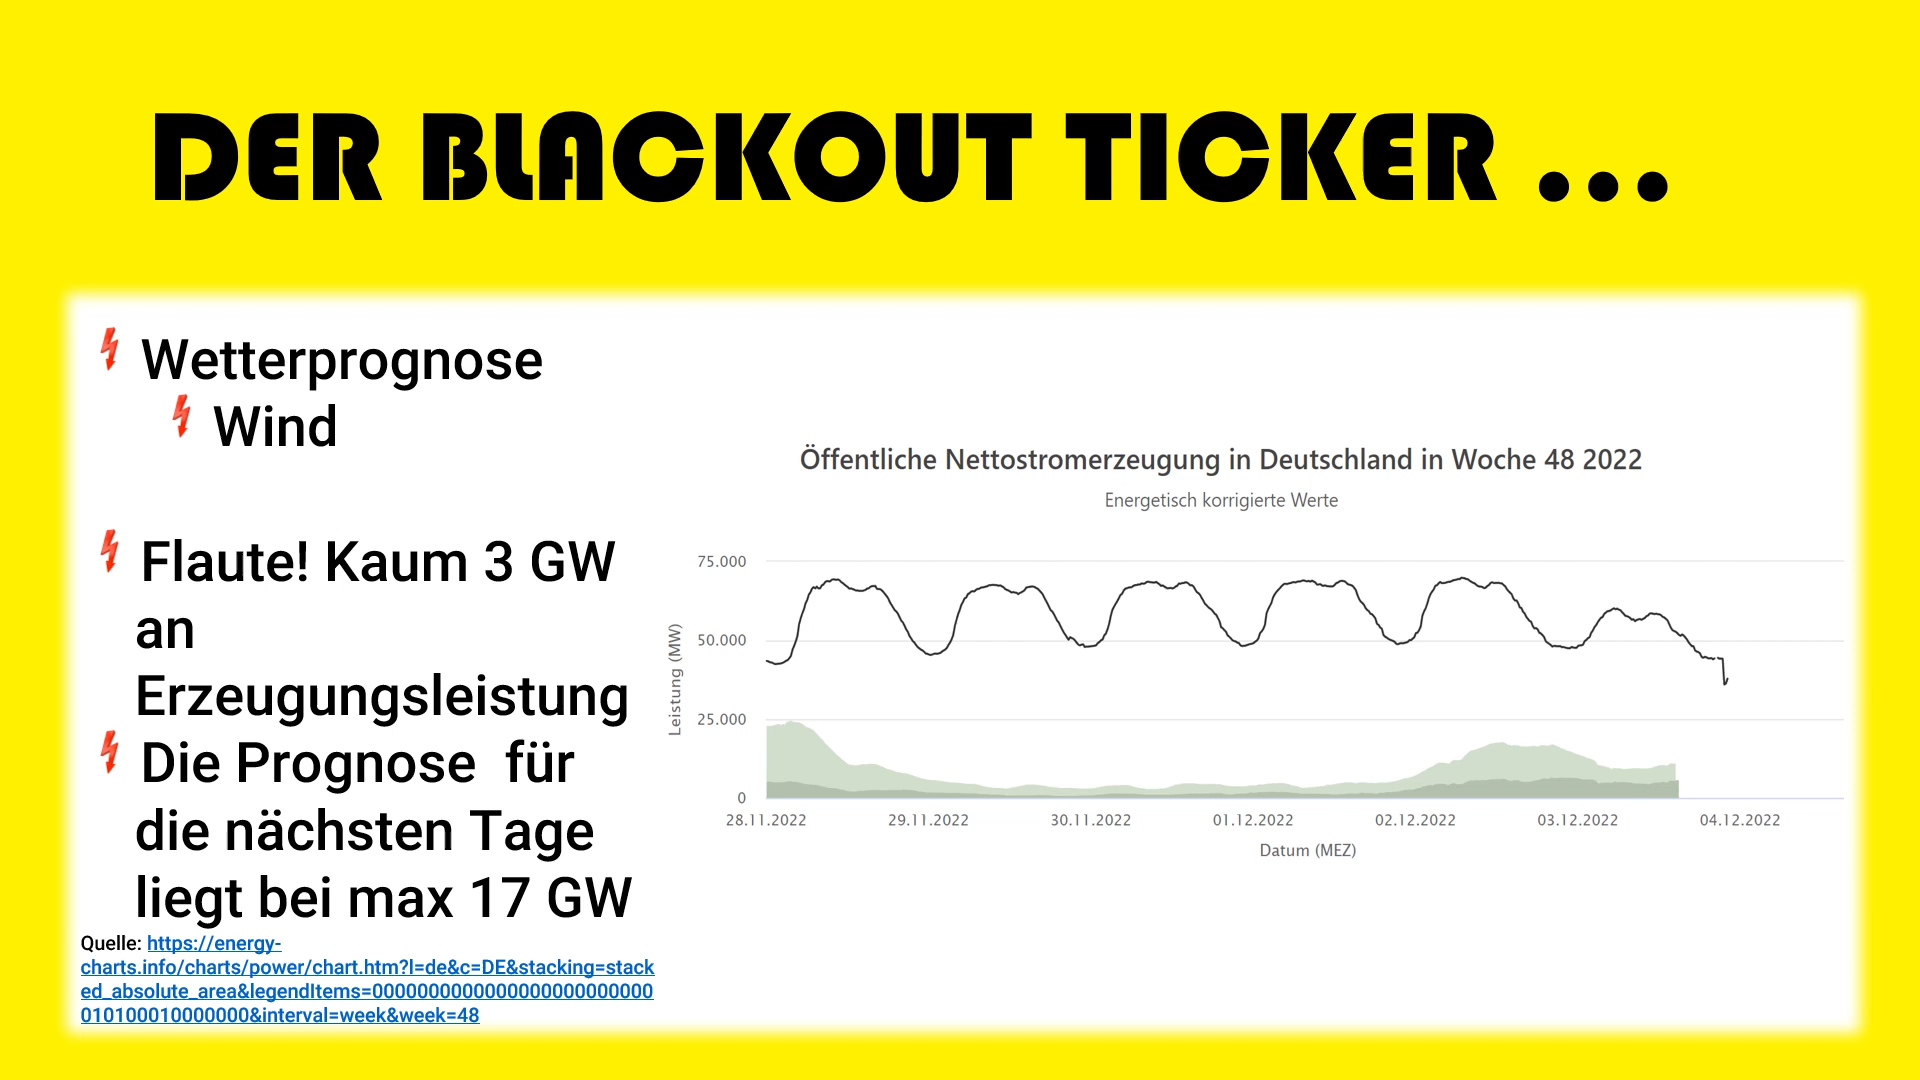 DER BLACKOUT TICKER ...
Wetterprognose
Wind
Flaute! Kaum 3 GW
an
Erzeugungsleistung
Die Prognose  für
die nächsten Tage
liegt bei max 17 GW
Quelle: https://energy-
charts.info/charts/power/chart.htm?l=de&c=DE&stacking=stack
ed_absolute_area&legendItems=0000000000000000000000000
010100010000000&interval=week&week=48
Öffentliche Nettostromerzeugung in Deutschland in Woche 48 2022
Energetisch korrigierte Werte
Leistung (MW)
75.000
50.000
25.000
0
28.11.2022 29.11.2022 30.11.2022 01.12.2022 02.12.2022 03.12.2022 04.12.2022
Datum (MEZ)